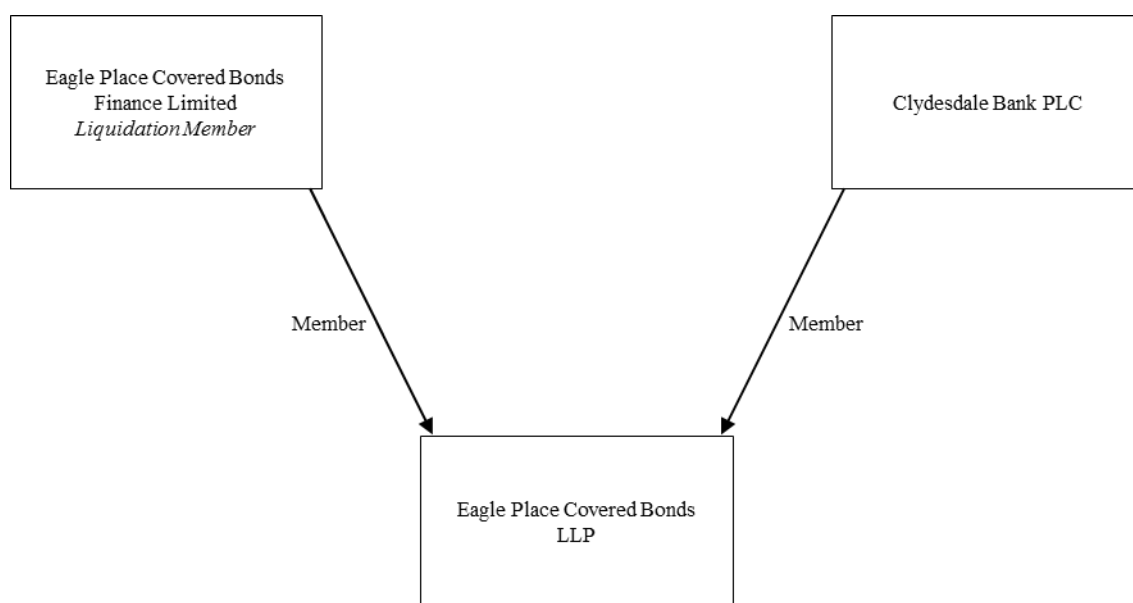 Eagle Place Covered Bonds
Finance Limited
Liquidation Member
Clydesdale Bank PLC
Member
Member
Eagle Place Covered Bonds
LLP